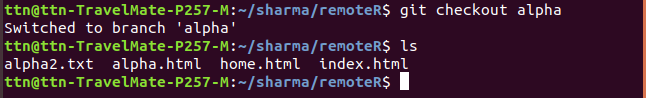 ttn@ttn-TravelMate-P257-M:~/sharma/remoteR$ git checkout alpha
Switched to branch 'alpha'
ttn@ttn-TravelMate-P257-M:~/sharma/remoteR$ ls
alpha2.txt  alpha.html  home.html  index.html
ttn@ttn-TravelMate-P257-M:~/sharma/remoteR$